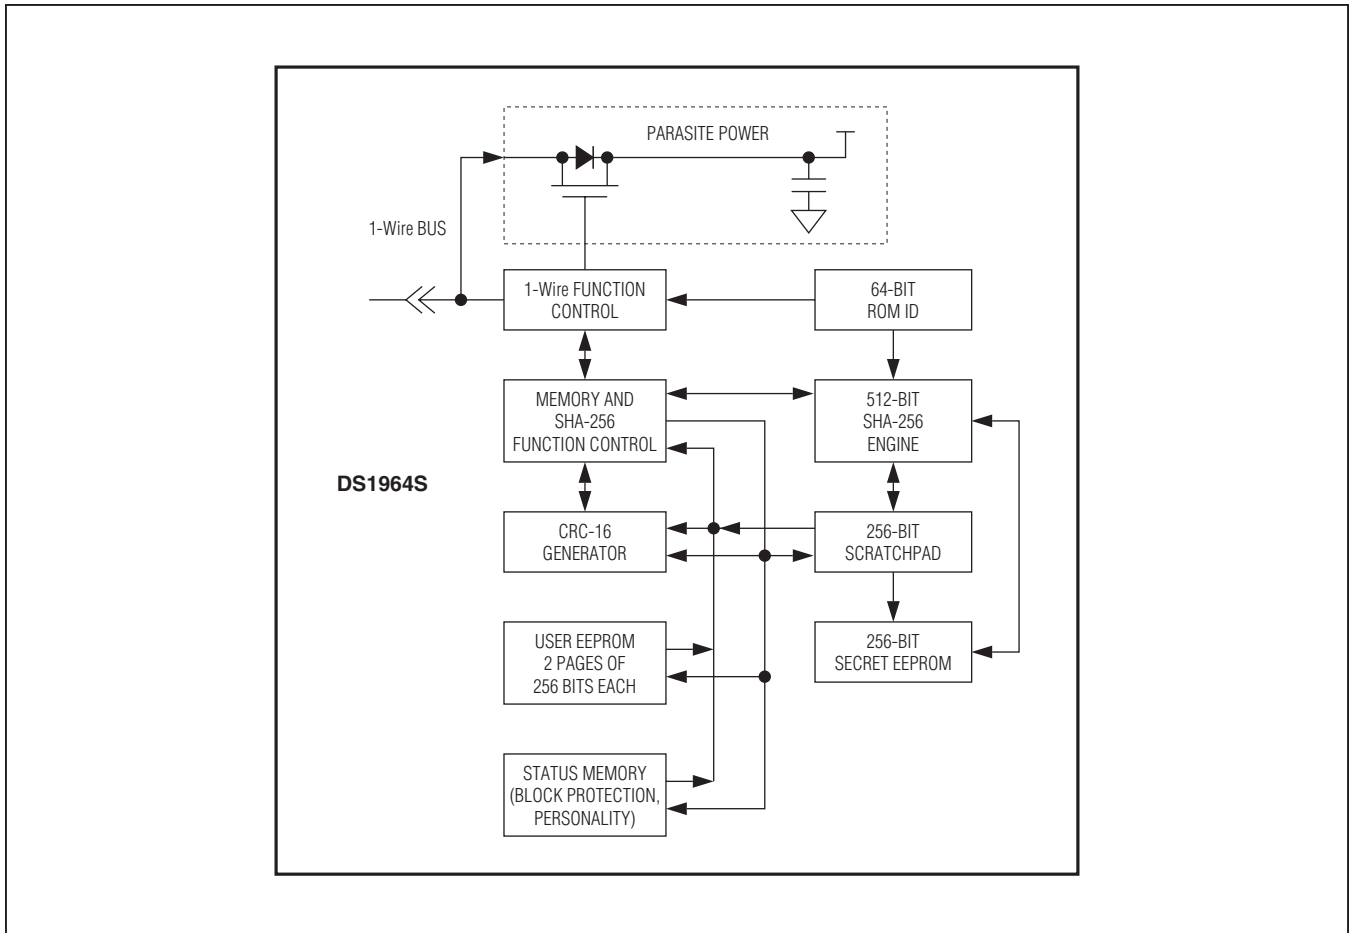 PARASITE POWER
1-Wire BUS
1-Wire FUNCTION
CONTROL
64-BIT
ROM ID
MEMORY AND
SHA-256
FUNCTION CONTROL
512-BIT
SHA-256
ENGINE
DS1964S
CRC-16
GENERATOR
256-BIT
SCRATCHPAD
USER EEPROM
2 PAGES OF
256 BITS EACH
256-BIT
SECRET EEPROM
STATUS MEMORY
(BLOCK PROTECTION,
PERSONALITY)